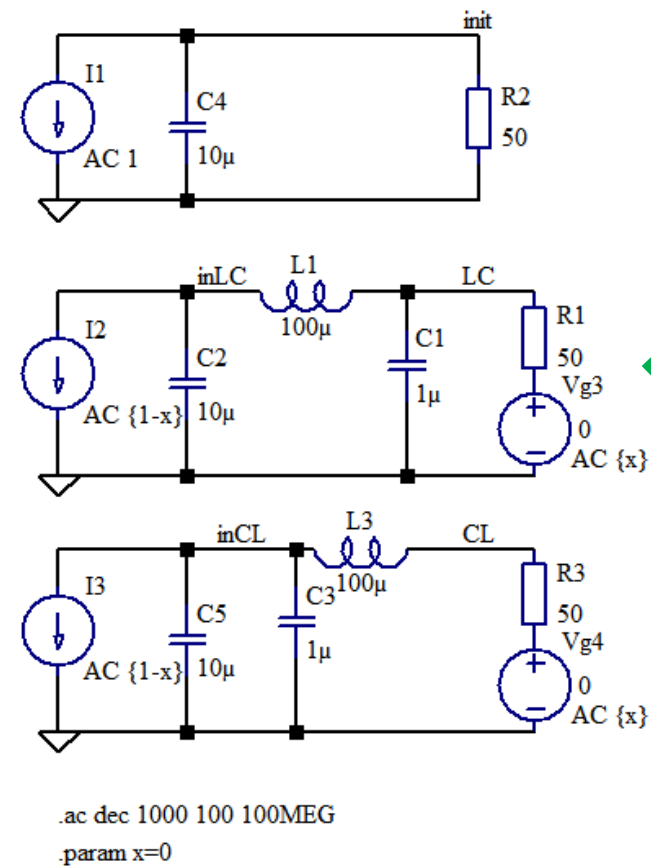 init
I1
C4
R2
50
AC 1
10µ
inLC
L1
LC
100µ
I2
C2
C1
R1
50
Vg3
AC {1-x}
10µ
1µ
0
AC {x}
inCL
L3
CL
100µ
I3
C5
C3
R3
50
Vg4
AC {1-x}
10µ
1µ
0
AC {x}
.ac dec 1000 100 100MEG
.param x=0